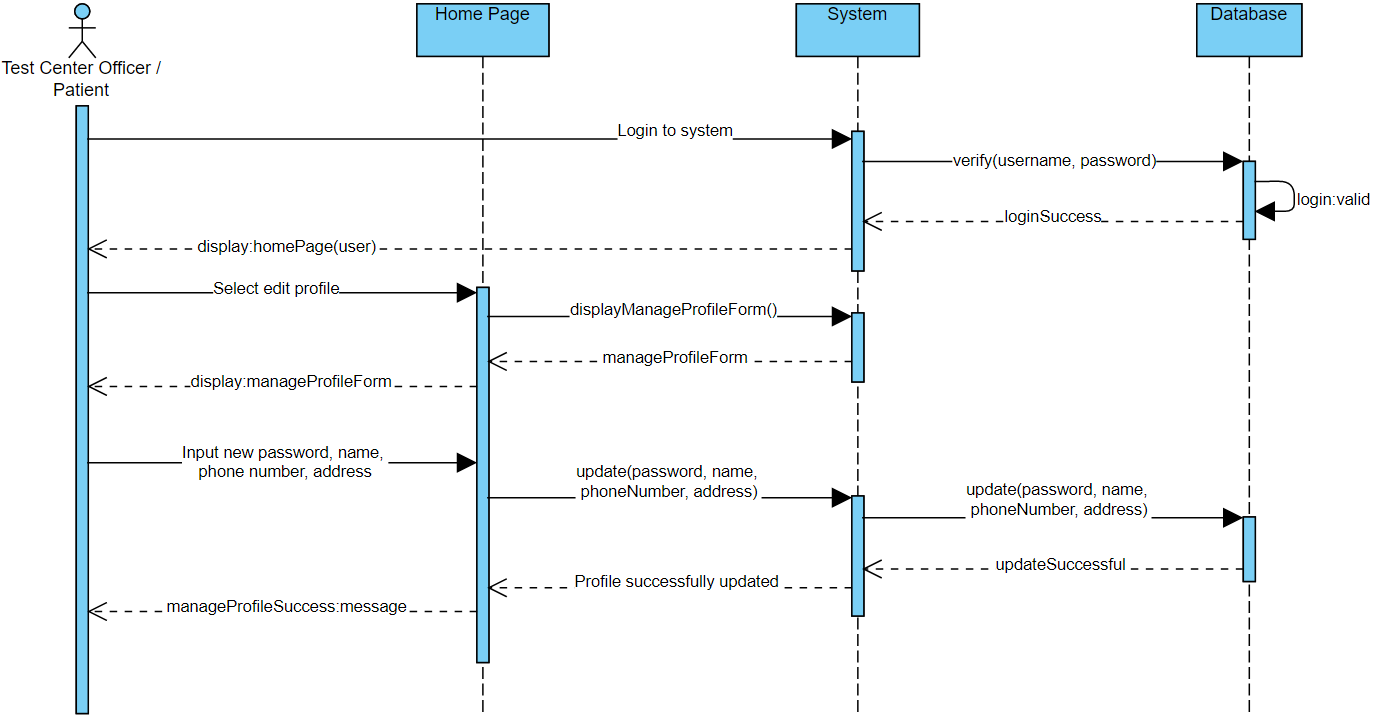 Home Page
System
Database
Test Center Officer /
Patient
Login to system
verify(username, password)
login:valid
loginSuccess
display:homePage(user)
Select edit profile
displayManageProfileForm()
manageProfileForm
display:manageProfileForm
Input new password, name,
phone number, address
update(password, name,
phoneNumber, address)
update(password, name,
phoneNumber, address)
updateSuccessful
Profile successfully updated
manageProfileSuccess:message